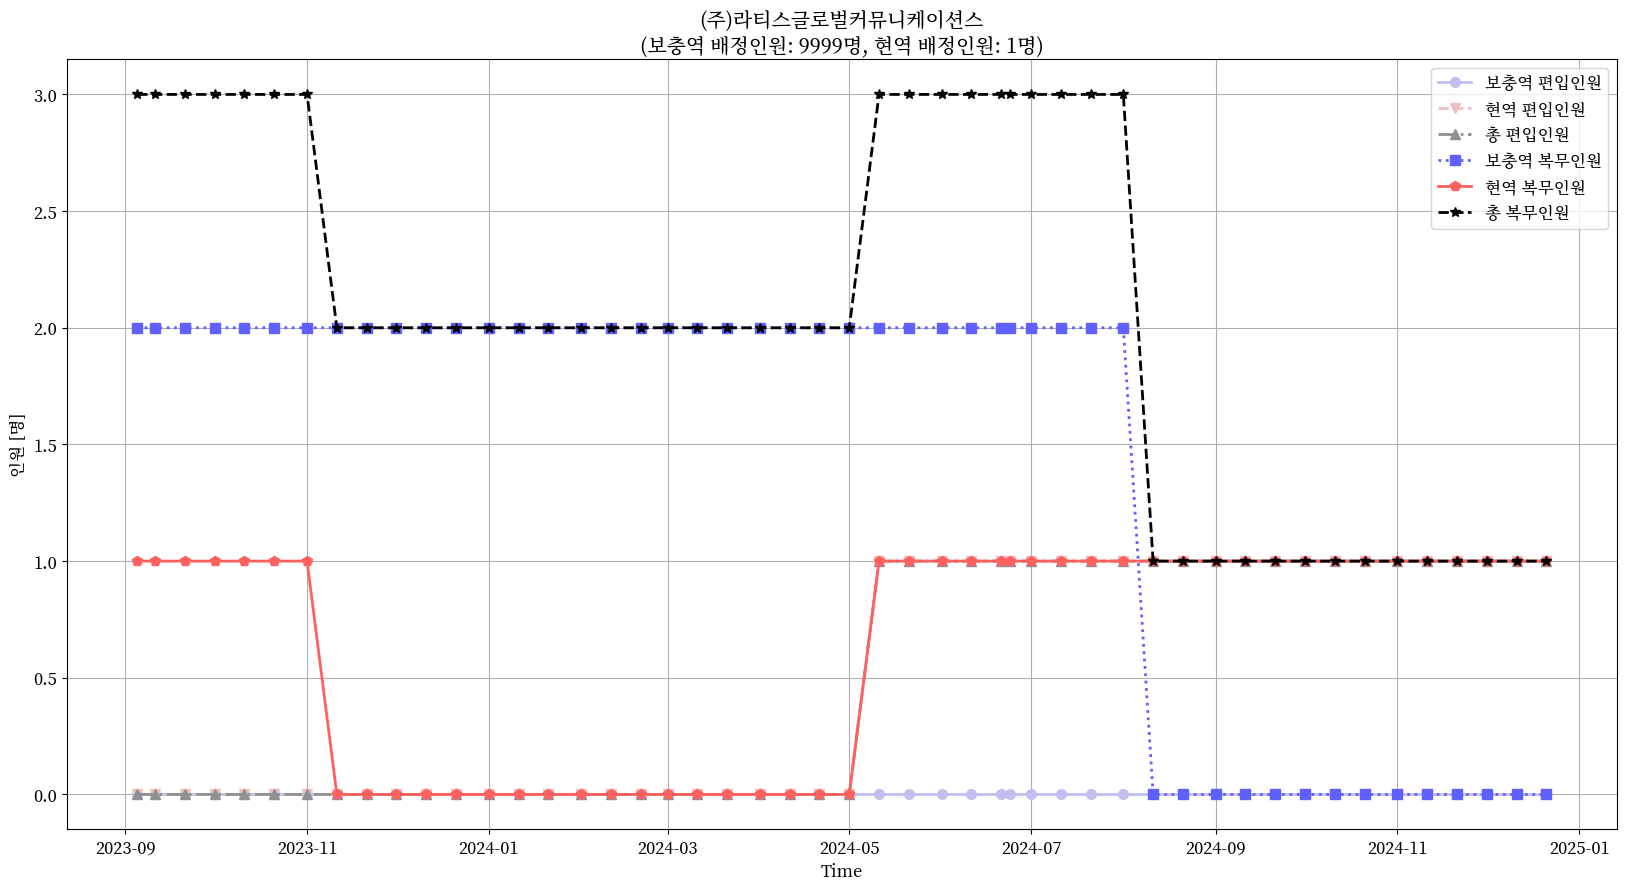 (주)라티스글로벌커뮤니케이션스
(보충역 배정인원: 9999명, 현역 배정인원: 1명)
보충역 편입인원
현역 편입인원
총 편입인원
보충역 복무인원
현역 복무인원
총 복무인원
인원 [명]
3.0
2.5
2.0
1.5
1.0
0.5
0.0
2023-09
2023-11
2024-01
2024-03
2024-05
2024-07
2024-09
2024-11
2025-01
Time